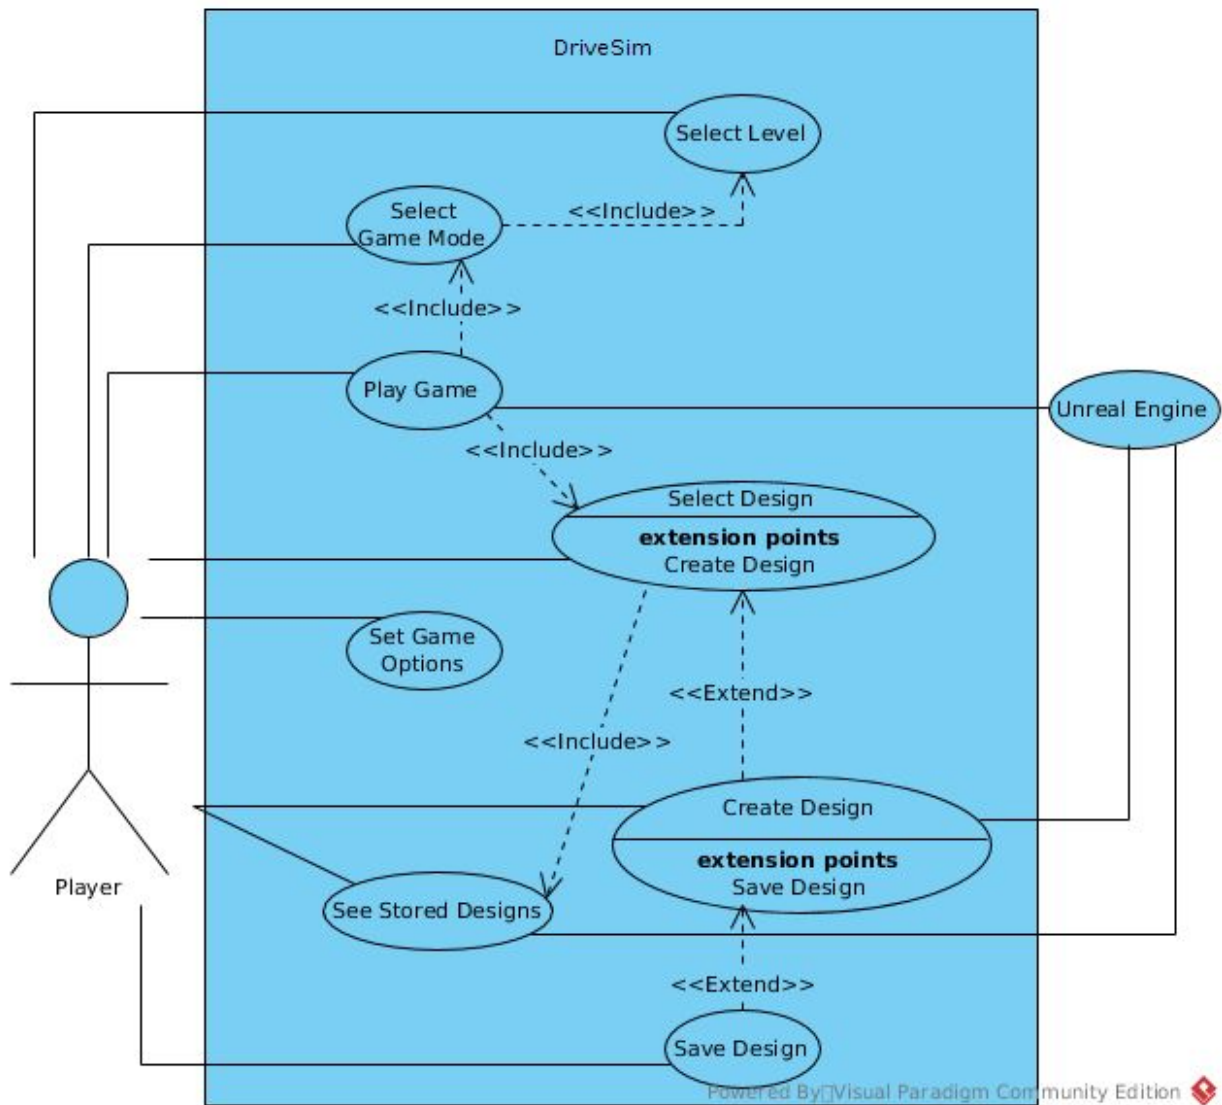 DriveSim
Select Level
<<Include>>
Select
Game Mode
<<Include>>
Play Game
Unreal Engine
<<Include>>
Select Design
extension points
Create Design
Set Game
Options
<<Extend>>
<<Include>>
Create Design
extension points
Save Design
Player
See Stored Designs
<<Extend>>
Save Design
Powered By Visual Paradigm Community Edition